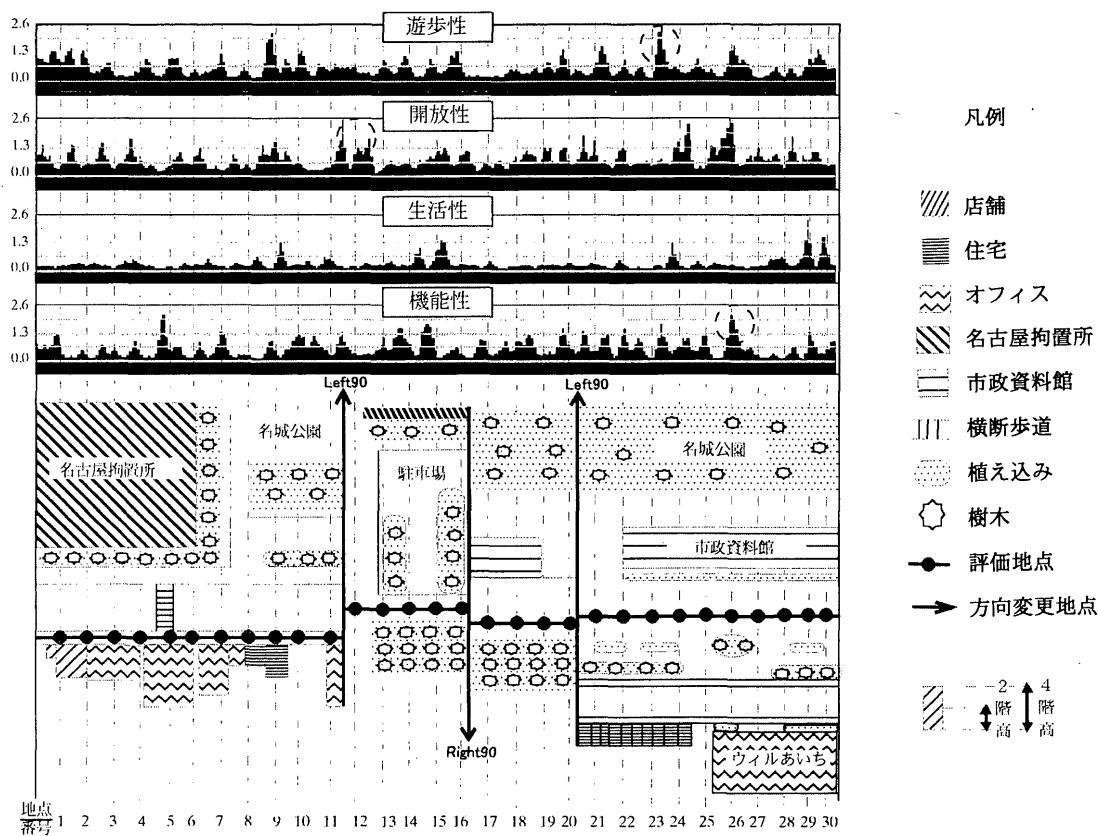 遊歩性
2.6
1.3
0.0
開放性
2.6
1.3
0.0
生活性
2.6
1.3
0.0
機能性
2.6
1.3
0.0
Left90
Left90
名古屋拘置所
名城公園
駐車場
名城公園
市政資料館
Right90
ウィルあいち
地点番号
1 2 3 4 5 6 7 8 9 10 11 12 13 14 15 16 17 18 19 20 21 22 23 24 25 26 27 28 29 30
凡例
店舗
住宅
オフィス
名古屋拘置所
市政資料館
横断歩道
植え込み
樹木
評価地点
方向変更地点
2階高
4階高